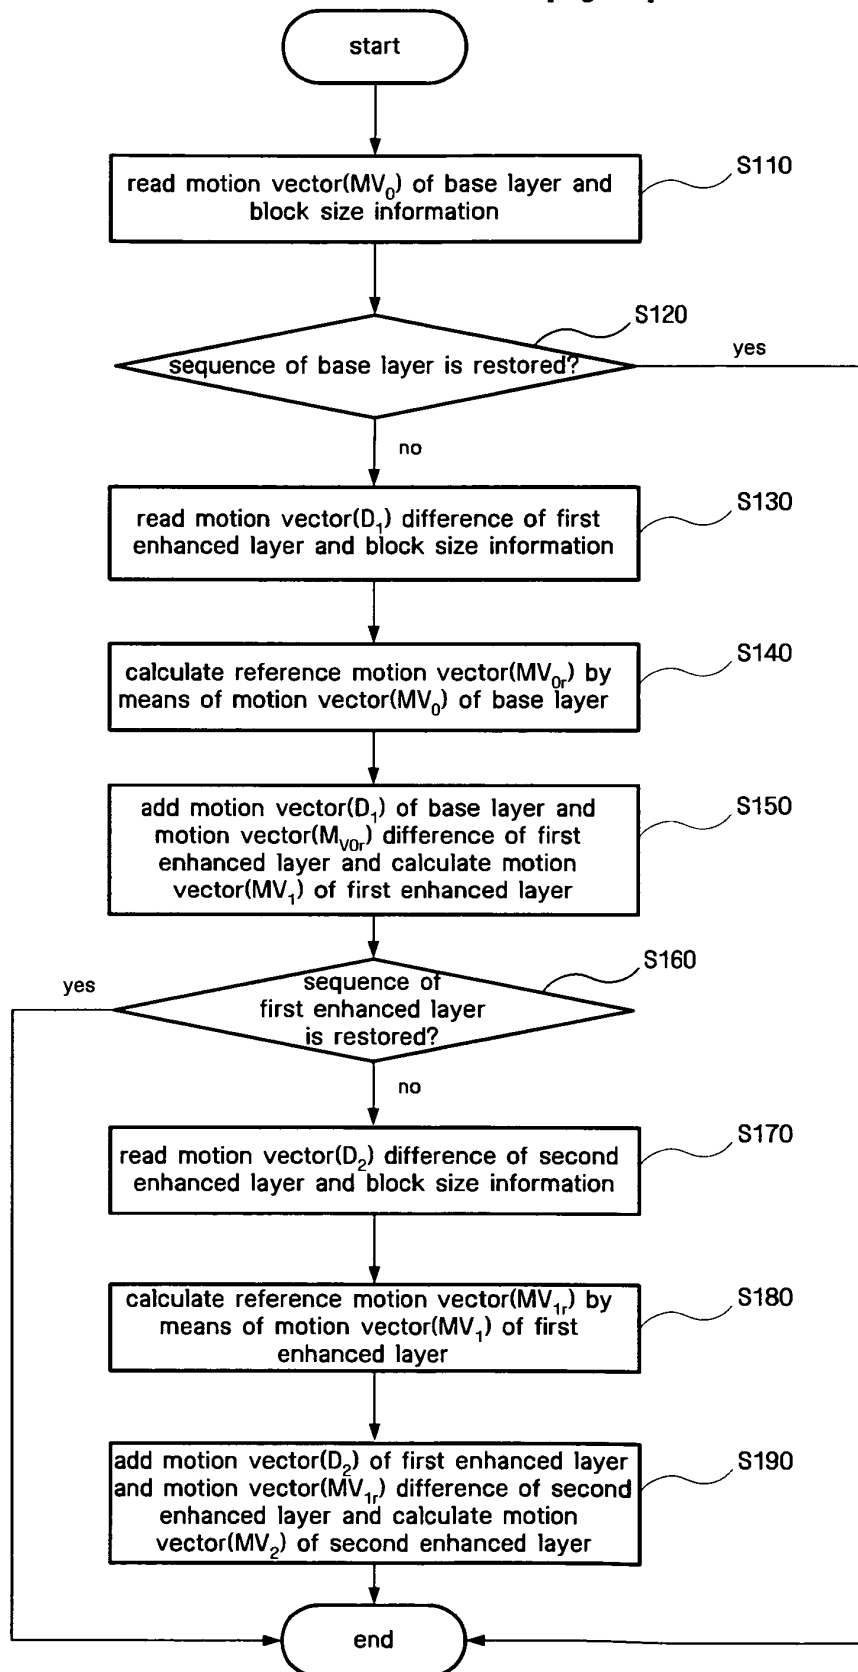 start
read motion vector(MV₀) of base layer and
block size information
S110
S120
sequence of base layer is restored?
yes
no
read motion vector(D₁) difference of first
enhanced layer and block size information
S130
calculate reference motion vector(MV₀ᵣ) by
means of motion vector(MV₀) of base layer
S140
add motion vector(D₁) of base layer and
motion vector(M_V0r) difference of first
enhanced layer and calculate motion
vector(MV₁) of first enhanced layer
S150
S160
yes
sequence of
first enhanced layer
is restored?
no
read motion vector(D₂) difference of second
enhanced layer and block size information
S170
calculate reference motion vector(MV₁ᵣ) by
means of motion vector(MV₁) of first
enhanced layer
S180
add motion vector(D₂) of first enhanced layer
and motion vector(MV₁ᵣ) difference of second
enhanced layer and calculate motion
vector(MV₂) of second enhanced layer
S190
end